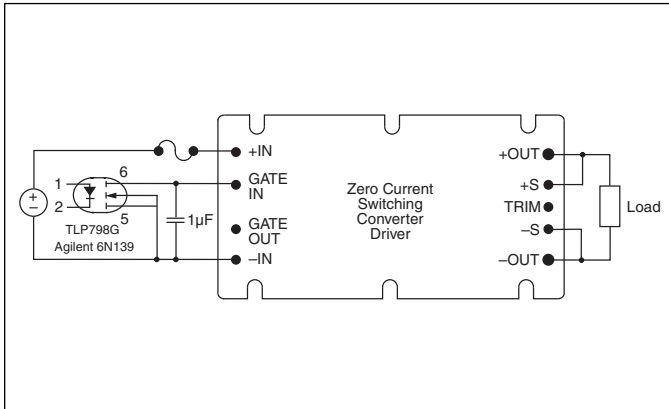 +IN
GATE
IN
GATE
OUT
–IN
Zero Current
Switching
Converter
Driver
+OUT
+S
TRIM
–S
–OUT
Load
+
–
1
2
6
5
TLP798G
Agilent 6N139
1µF